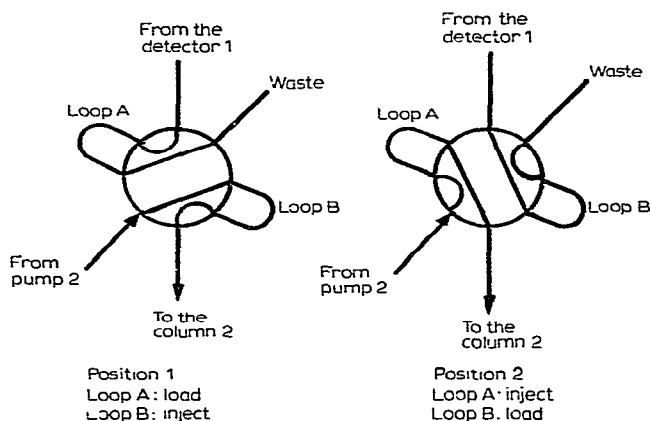 From the
detector 1
Waste
Loop A
Loop B
From
pump 2
To the
column 2
Position 1
Loop A: load
Loop B: inject
From the
detector 1
Waste
Loop A
Loop B
From
pump 2
To the
column 2
Position 2
Loop A· inject
Loop B. load